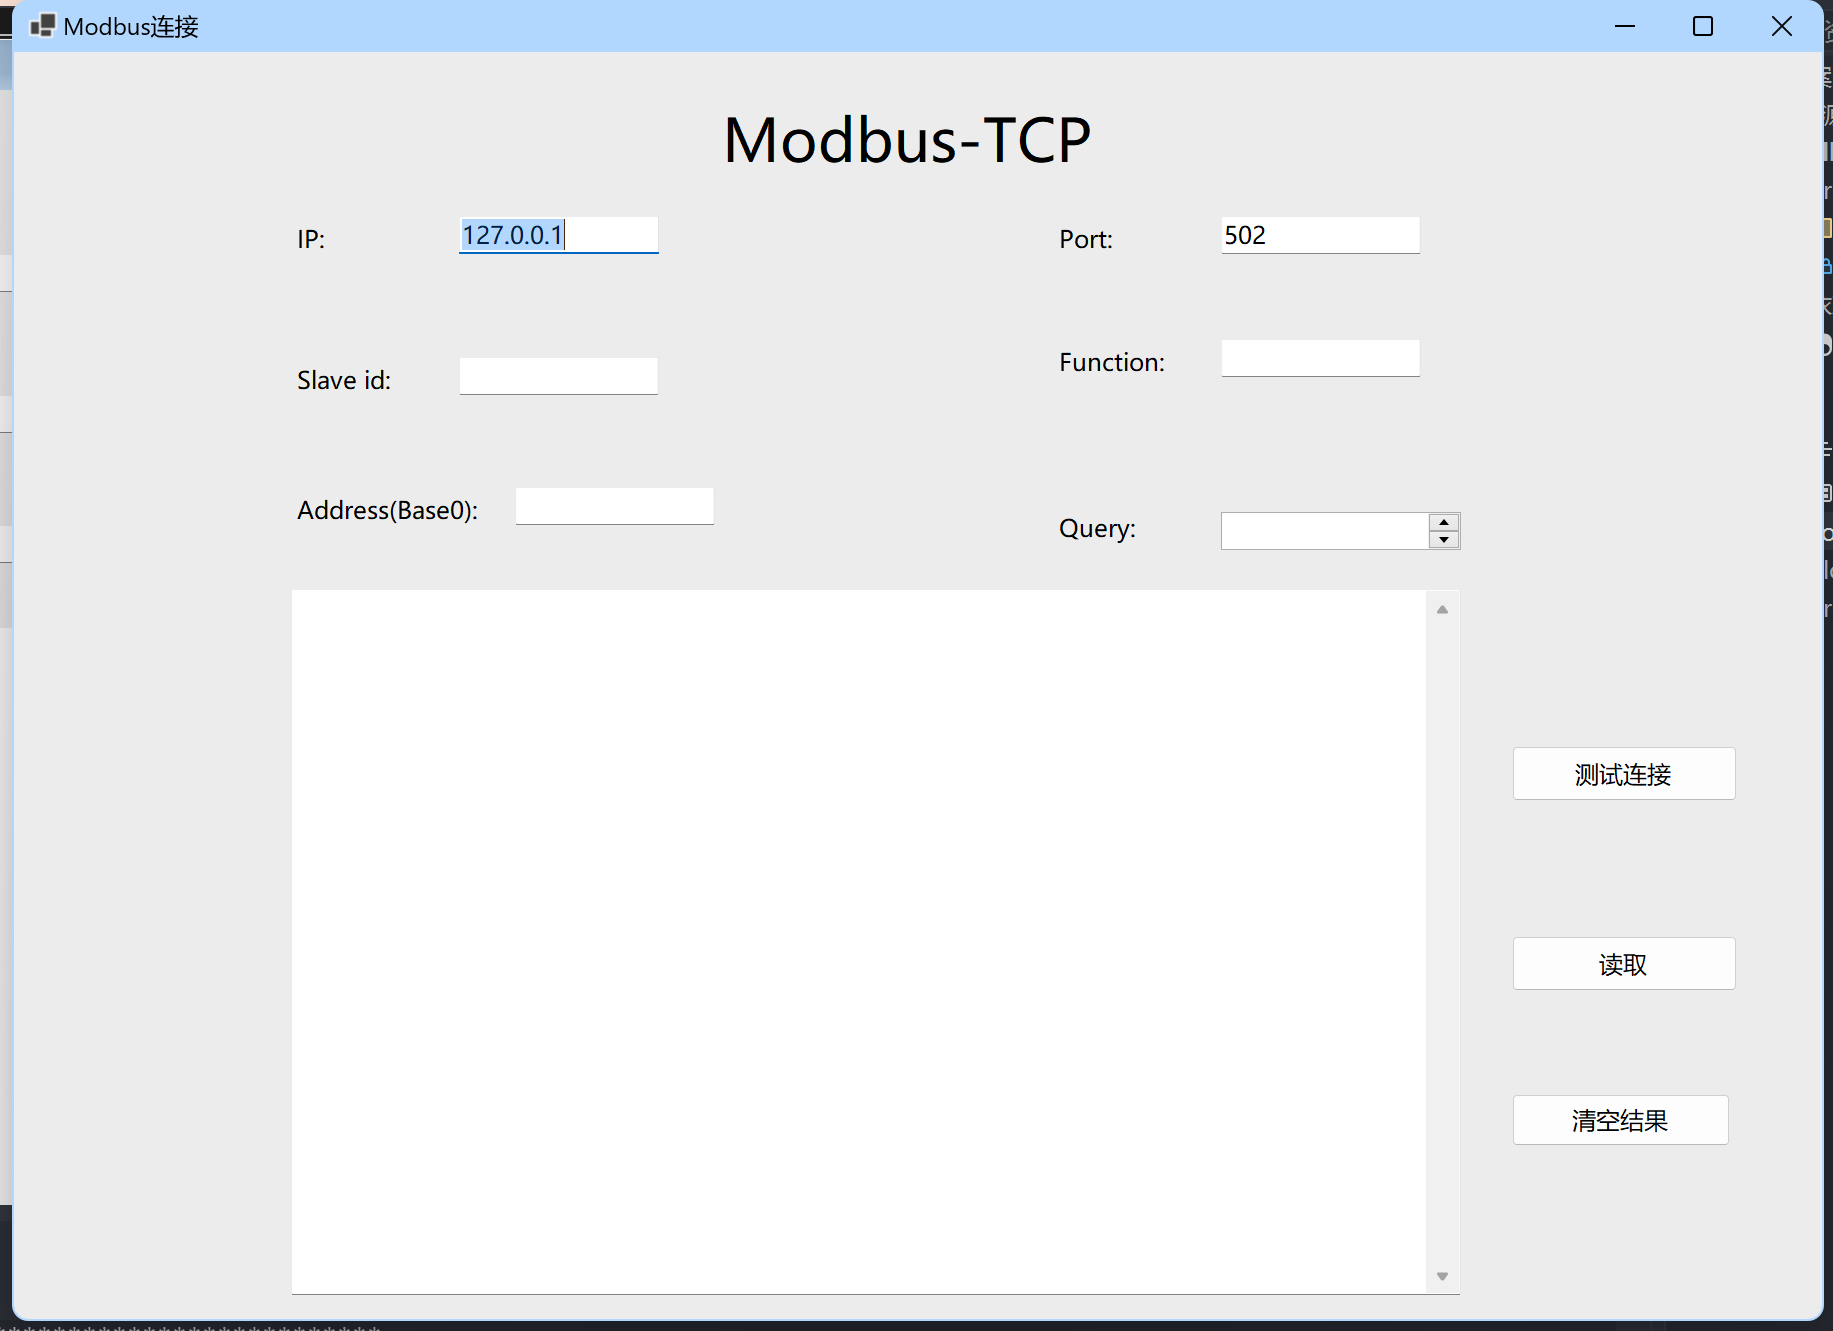 Modbus连接
Modbus-TCP
IP: 127.0.0.1 Port: 502
Slave id: Function:
Address(Base0): Query:
测试连接
读取
清空结果